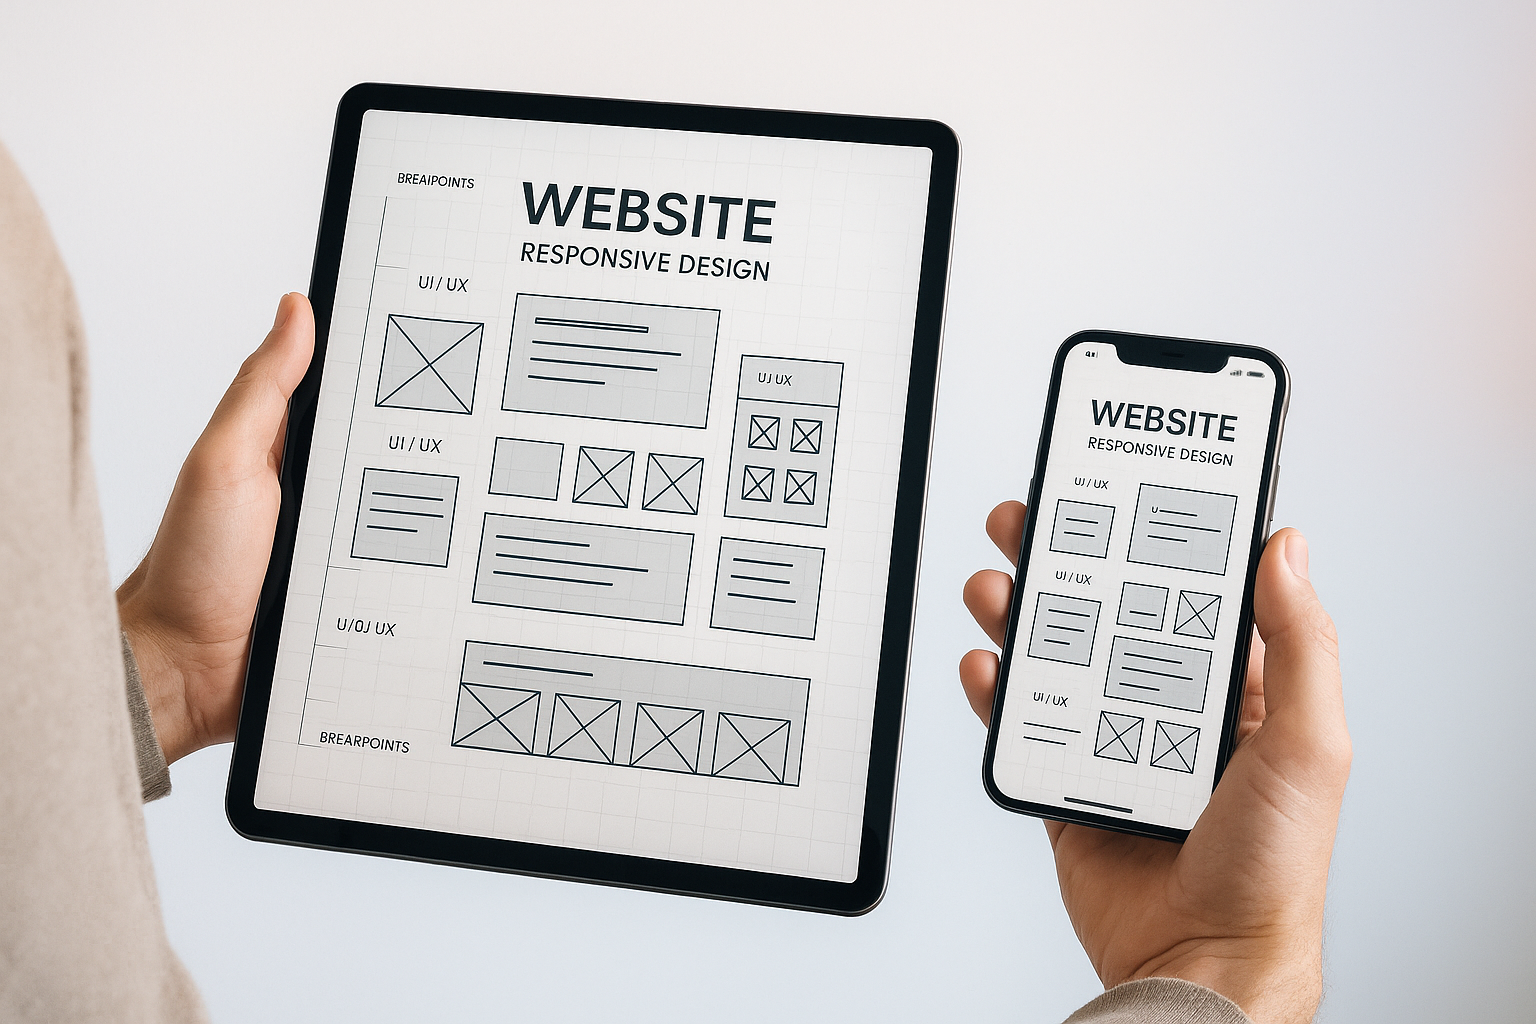 BREAIPOINTS
WEBSITE
RESPONSIVE DESIGN
UI / UX
UJ UX
UI / UX
U/0J UX
BREARPOINTS
WEBSITE
RESPONSIVE DESIGN
UJ / UX
U
UI / UX
UI / UX